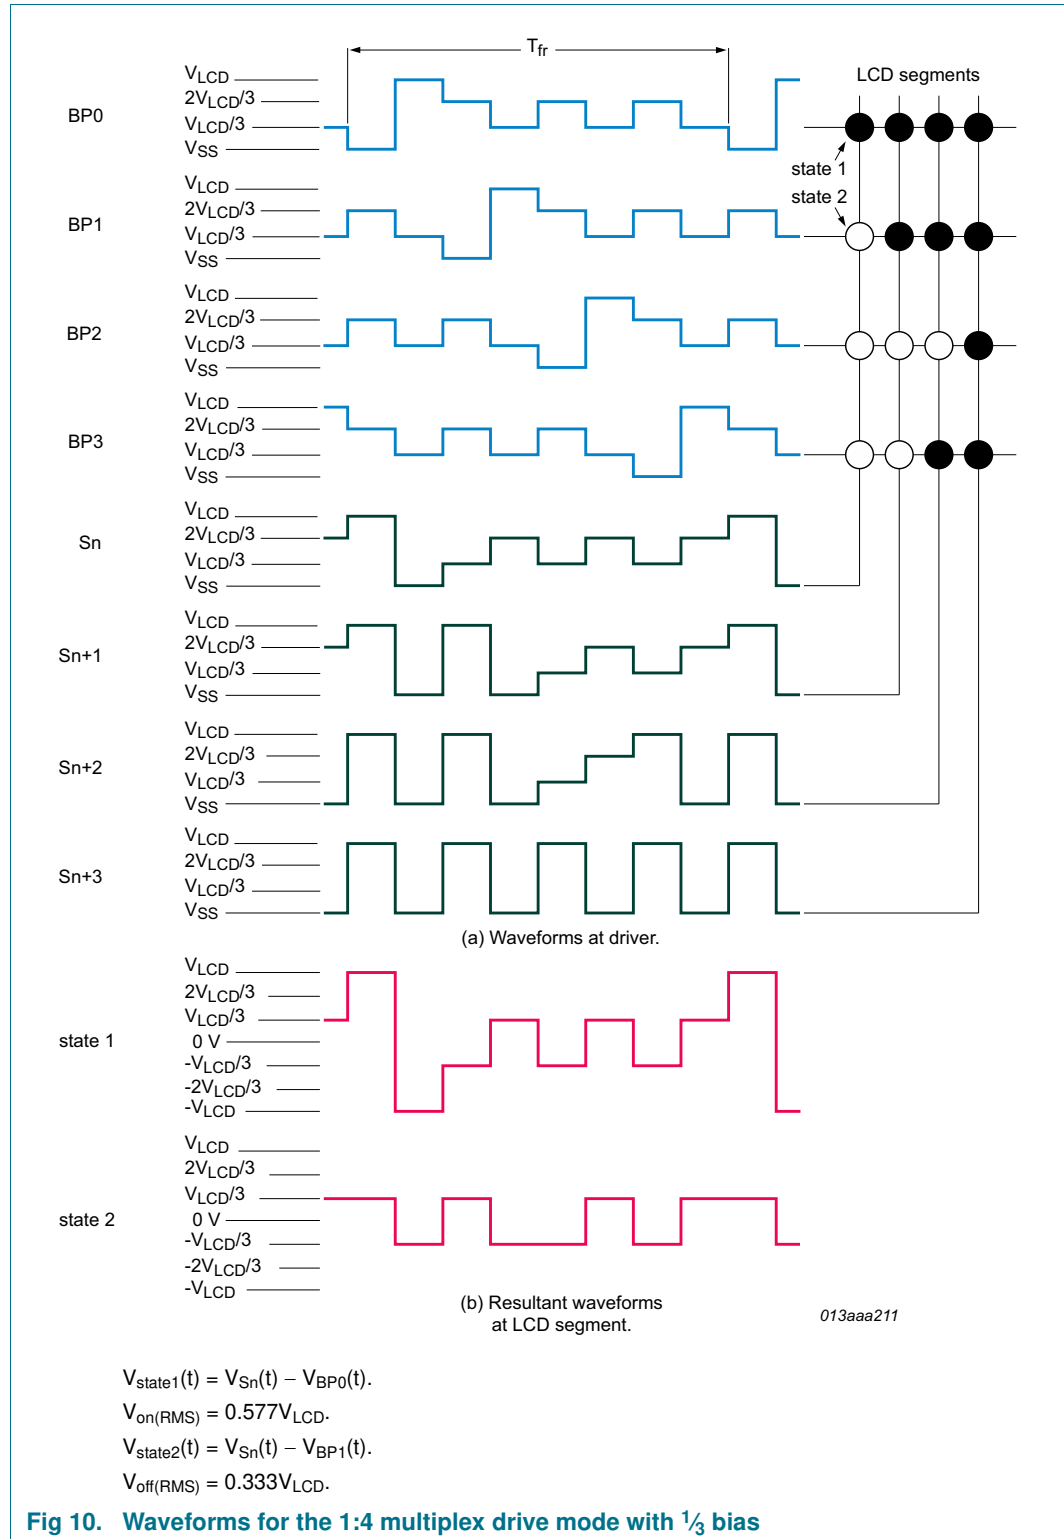 Tfr
LCD segments
BP0
VLCD
2VLCD/3
VLCD/3
VSS
state 1
state 2
BP1
VLCD
2VLCD/3
VLCD/3
VSS
BP2
VLCD
2VLCD/3
VLCD/3
VSS
BP3
VLCD
2VLCD/3
VLCD/3
VSS
Sn
VLCD
2VLCD/3
VLCD/3
VSS
Sn+1
VLCD
2VLCD/3
VLCD/3
VSS
Sn+2
VLCD
2VLCD/3
VLCD/3
VSS
Sn+3
VLCD
2VLCD/3
VLCD/3
VSS
(a) Waveforms at driver.
state 1
VLCD
2VLCD/3
VLCD/3
0 V
-VLCD/3
-2VLCD/3
-VLCD
state 2
VLCD
2VLCD/3
VLCD/3
0 V
-VLCD/3
-2VLCD/3
-VLCD
(b) Resultant waveforms
at LCD segment.
013aaa211
Vstate1(t) = VSn(t) − VBP0(t).
Von(RMS) = 0.577VLCD.
Vstate2(t) = VSn(t) − VBP1(t).
Voff(RMS) = 0.333VLCD.
Fig 10. Waveforms for the 1:4 multiplex drive mode with 1⁄3 bias